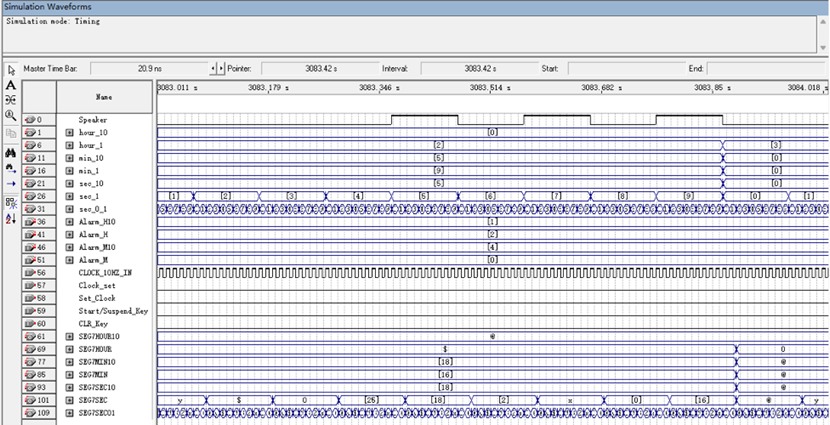 Simulation Waveforms
Simulation mode: Timing
Master Time Bar: 20.9 ns Pointer: 3083.42 s Interval: 3083.42 s Start: End:
Name
3083.011 s 3083.179 s 3083.346 s 3083.514 s 3083.682 s 3083.85 s 3084.018 s
0 Speaker
1 hour_10 [0]
6 hour_1 [2] [3]
11 min_10 [5] [0]
16 min_1 [9] [0]
21 sec_10 [5] [0]
26 sec_1 [1] [2] [3] [4] [5] [6] [7] [8] [9] [0] [1]
31 sec_0_1
36 Alarm_H10 [1]
41 Alarm_H [2]
46 Alarm_M10 [4]
51 Alarm_M [0]
56 CLOCK_10HZ_IN
57 Clock_set
58 Set_Clock
59 Start/Suspend_Key
60 CLR_Key
61 SEG7HOUR10 @
69 SEG7HOUR $ 0
77 SEG7MIN10 [18] @
85 SEG7MIN [16] @
93 SEG7SEC10 [18] @
101 SEG7SEC y $ 0 [25] [18] [2] x [0] [16] @ y
109 SEG7SEC01